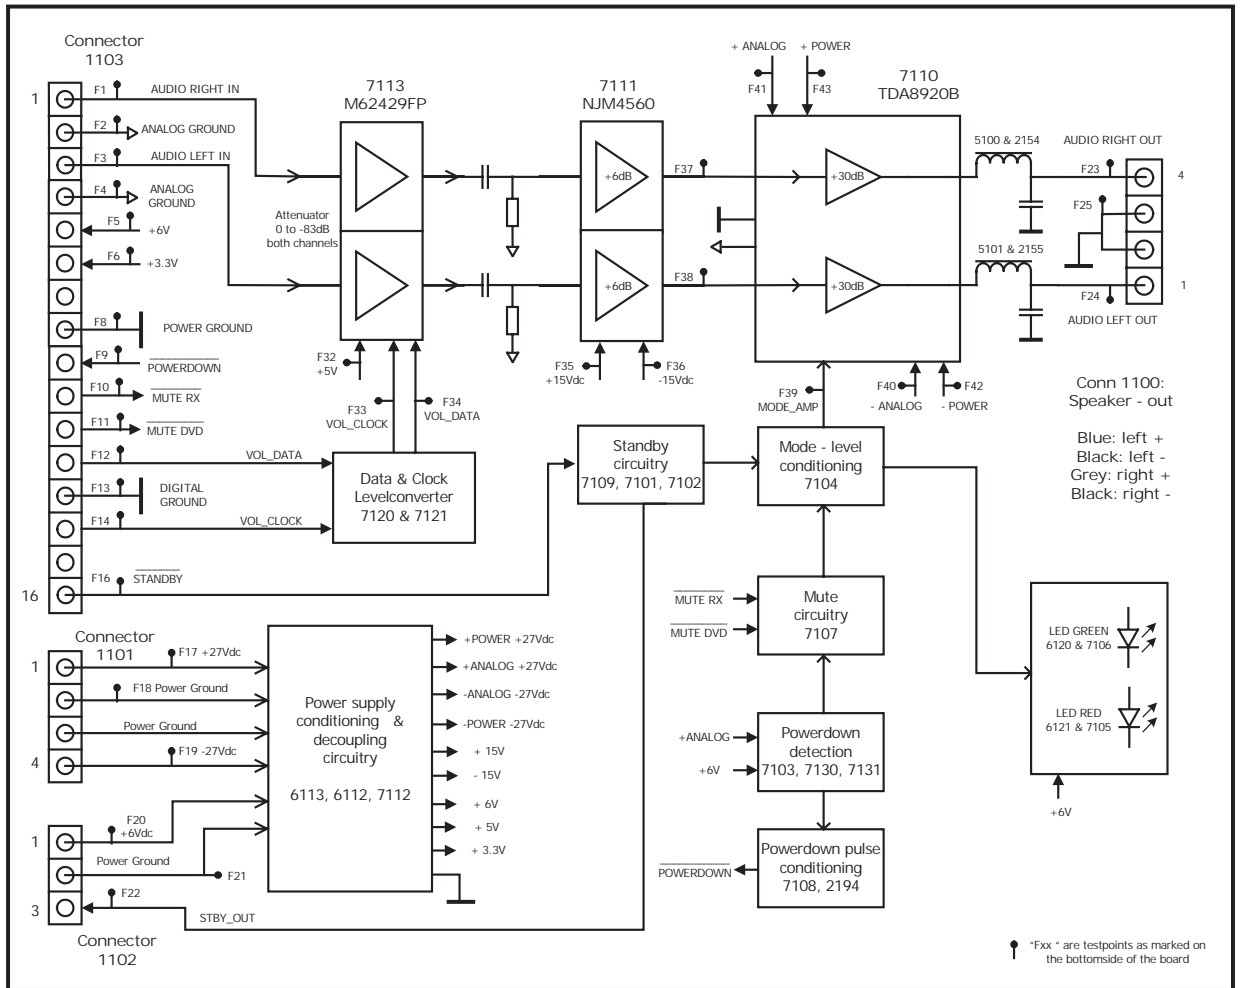 Connector
1103
1
F1
AUDIO RIGHT IN
F2
ANALOG GROUND
F3
AUDIO LEFT IN
F4
ANALOG
GROUND
F5
+6V
F6
+3.3V
F8
POWER GROUND
F9
POWERDOWN
F10
MUTE RX
F11
MUTE DVD
F12
VOL_DATA
F13
DIGITAL
GROUND
F14
VOL_CLOCK
F16
STANDBY
16
7113
M62429FP
Attenuator
0 to -83dB
both channels
F32
+5V
F33
VOL_CLOCK
F34
VOL_DATA
Data & Clock
Levelconverter
7120 & 7121
7111
NJM4560
+6dB
+6dB
F35
+15Vdc
F36
-15Vdc
F37
F38
+ ANALOG
+ POWER
F41
F43
7110
TDA8920B
+30dB
+30dB
F39
MODE_AMP
F40
- ANALOG
F42
- POWER
5100 & 2154
AUDIO RIGHT OUT
F23
4
F25
5101 & 2155
F24
1
AUDIO LEFT OUT
Conn 1100:
Speaker - out
Blue: left +
Black: left -
Grey: right +
Black: right -
Standby
circuitry
7109, 7101, 7102
Mode - level
conditioning
7104
MUTE RX
MUTE DVD
Mute
circuitry
7107
+ANALOG
+6V
Powerdown
detection
7103, 7130, 7131
POWERDOWN
Powerdown pulse
conditioning
7108, 2194
LED GREEN
6120 & 7106
LED RED
6121 & 7105
+6V
Connector
1101
1
F17 +27Vdc
F18 Power Ground
Power Ground
4
F19 -27Vdc
Power supply
conditioning &
decoupling
circuitry
6113, 6112, 7112
+POWER +27Vdc
+ANALOG +27Vdc
-ANALOG -27Vdc
-POWER -27Vdc
+ 15V
- 15V
+ 6V
+ 5V
+ 3.3V
1
F20
+6Vdc
Power Ground
F21
F22
3
STBY_OUT
Connector
1102
"Fxx " are testpoints as marked on
the bottomside of the board